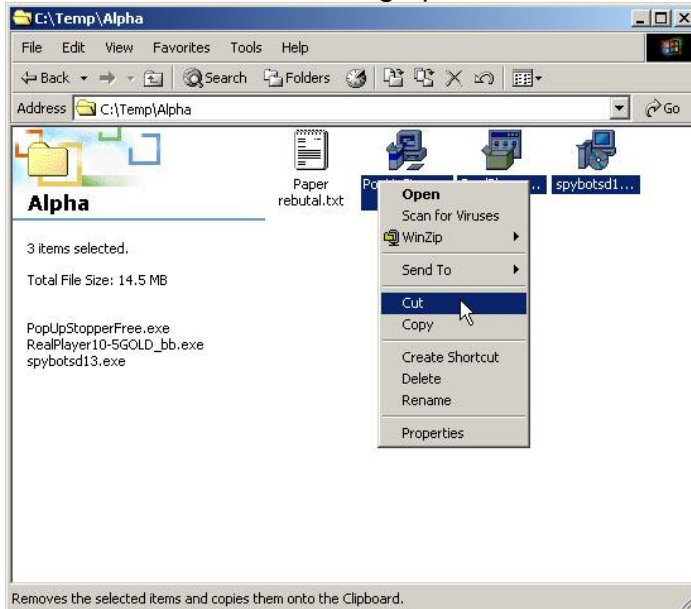 C:\Temp\Alpha
File Edit View Favorites Tools Help
Back Search Folders
Address C:\Temp\Alpha Go
Alpha
3 items selected.
Total File Size: 14.5 MB
PopUpStopperFree.exe
RealPlayer10-5GOLD_bb.exe
spybotsd13.exe
Paper
rebutal.txt
spybotsd1...
Open
Scan for Viruses
WinZip
Send To
Cut
Copy
Create Shortcut
Delete
Rename
Properties
Removes the selected items and copies them onto the Clipboard.